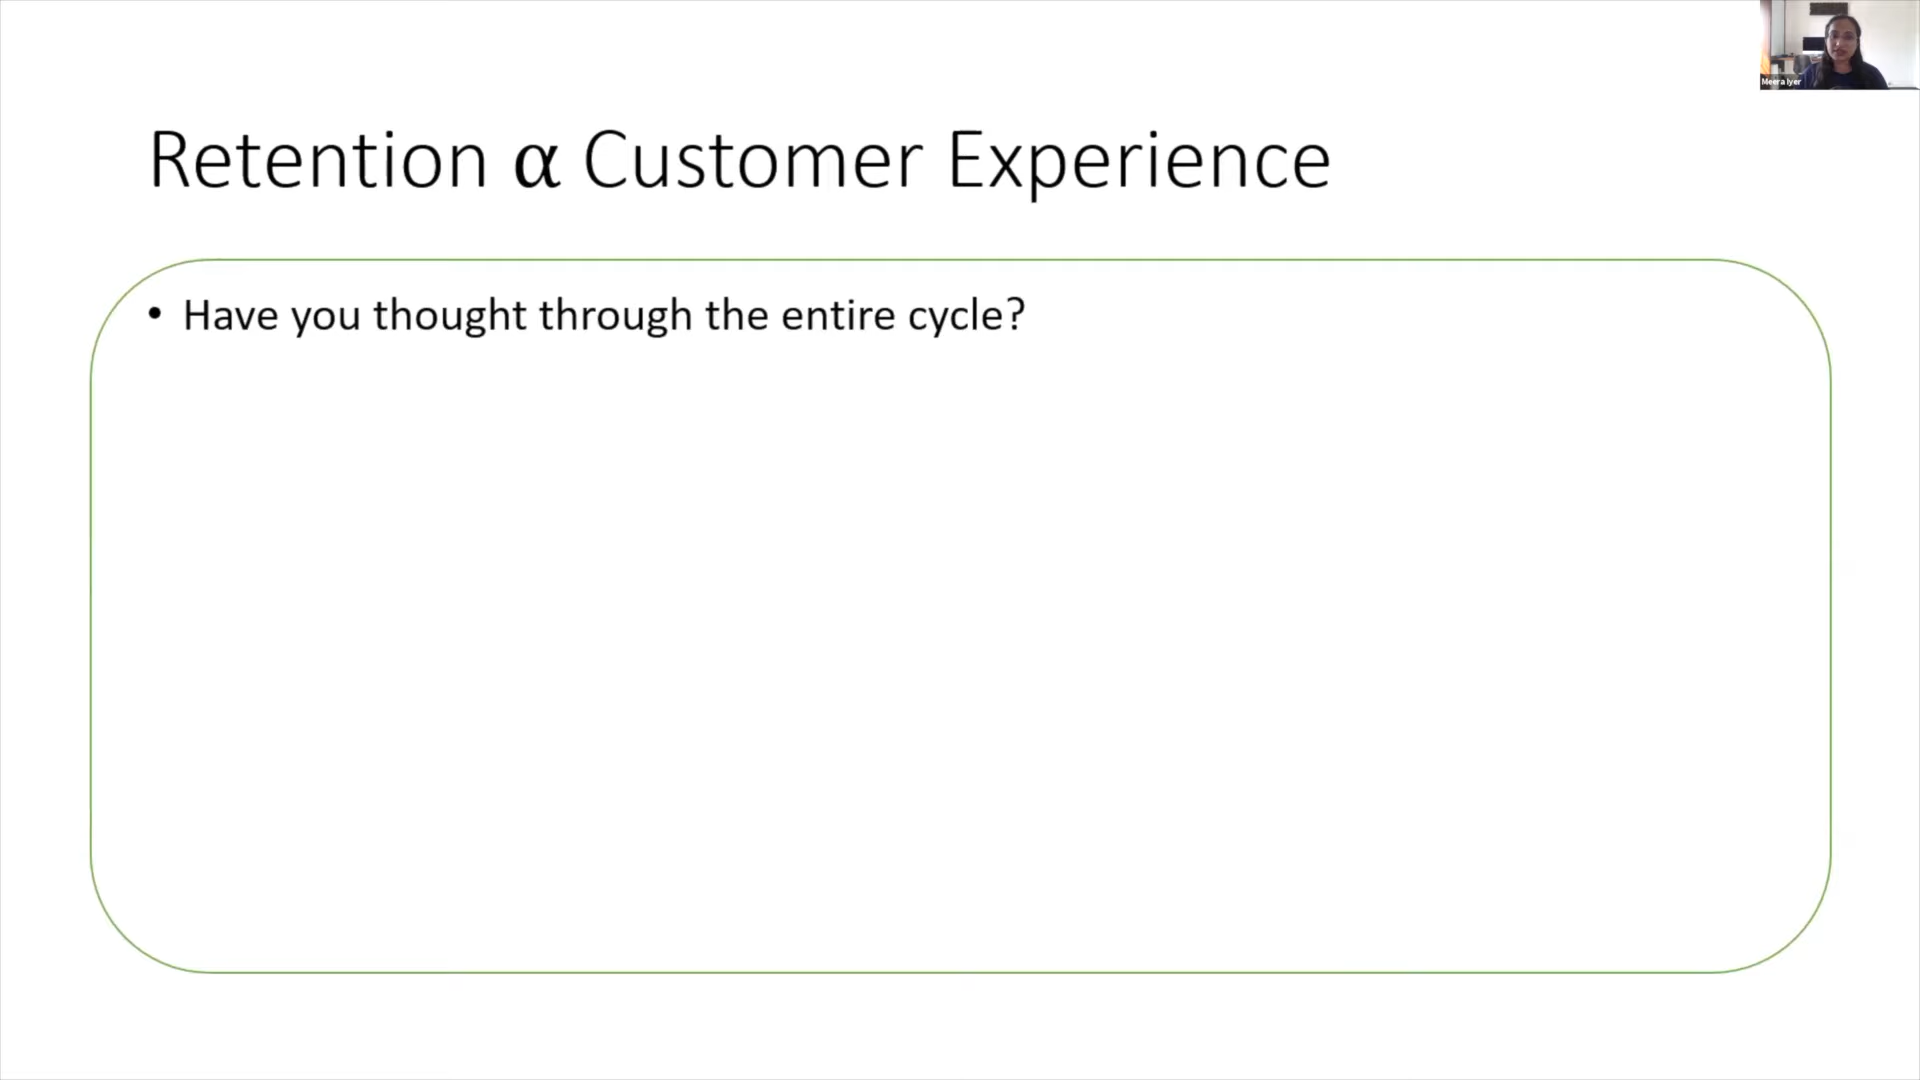 Meera Iyer
Retention α Customer Experience
• Have you thought through the entire cycle?